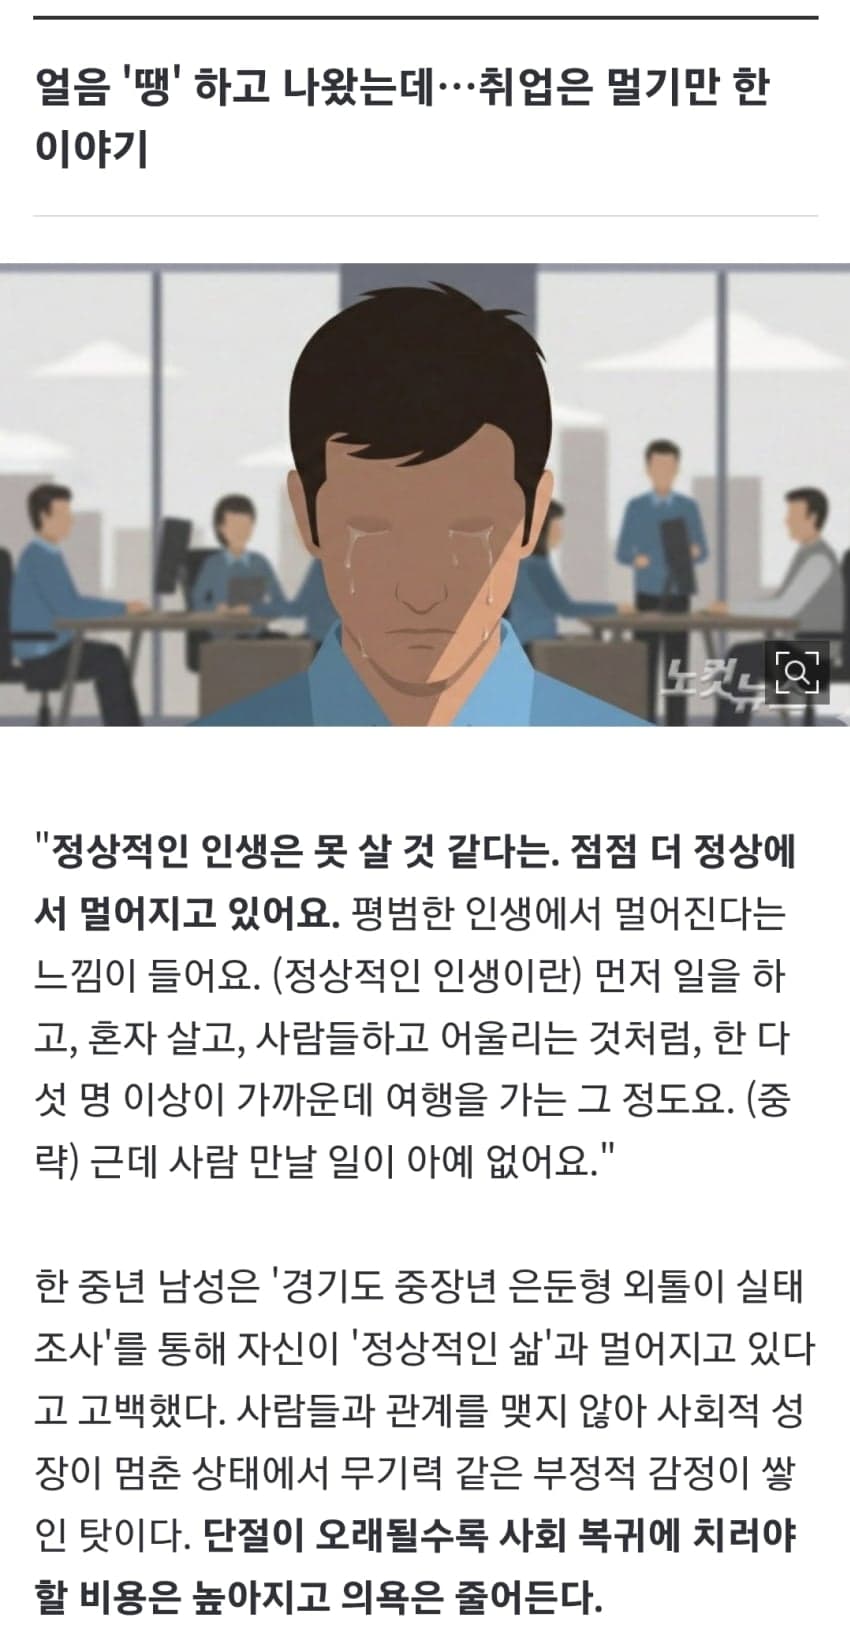 얼음 '땡' 하고 나왔는데…취업은 멀기만 한
이야기
노컷뉴
"정상적인 인생은 못 살 것 같다는. 점점 더 정상에
서 멀어지고 있어요. 평범한 인생에서 멀어진다는
느낌이 들어요. (정상적인 인생이란) 먼저 일을 하
고, 혼자 살고, 사람들하고 어울리는 것처럼, 한 다
섯 명 이상이 가까운데 여행을 가는 그 정도요. (중
략) 근데 사람 만날 일이 아예 없어요."
한 중년 남성은 '경기도 중장년 은둔형 외톨이 실태
조사'를 통해 자신이 '정상적인 삶'과 멀어지고 있다
고 고백했다. 사람들과 관계를 맺지 않아 사회적 성
장이 멈춘 상태에서 무기력 같은 부정적 감정이 쌓
인 탓이다. 단절이 오래될수록 사회 복귀에 치러야
할 비용은 높아지고 의욕은 줄어든다.